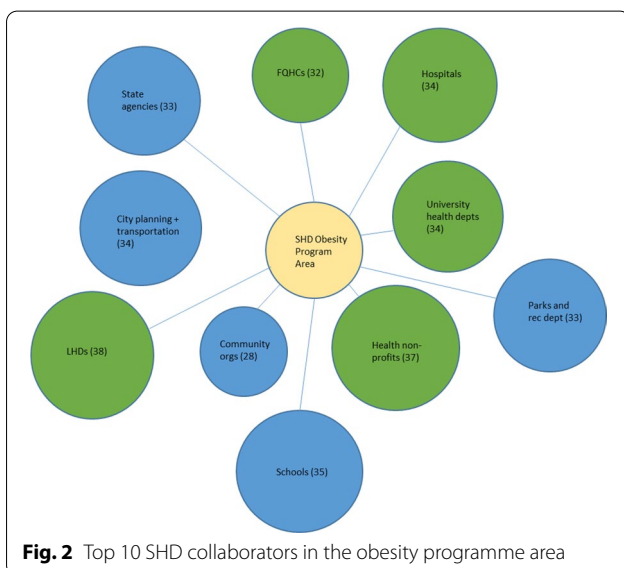 FQHCs (32)
Hospitals
(34)
State
agencies (33)
University
health depts
(34)
City planning +
transportation
(34)
SHD Obesity
Program
Area
Parks and
rec dept (33)
LHDs (38)
Community
orgs (28)
Health non-
profits (37)
Schools (35)
Fig. 2 Top 10 SHD collaborators in the obesity programme area